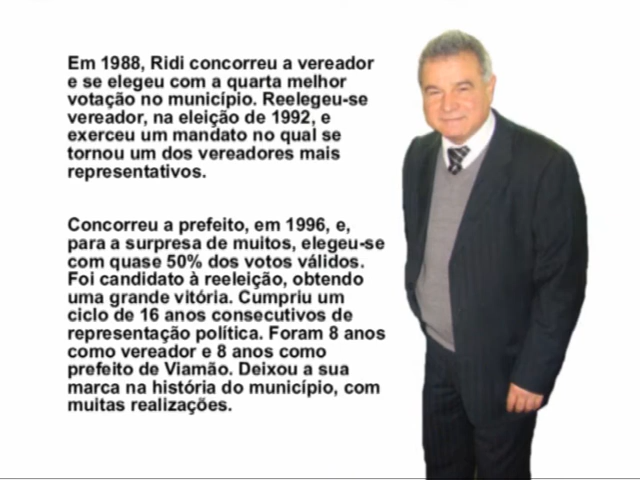 Em 1988, Ridi concorreu a vereador
e se elegeu com a quarta melhor
votação no município. Reelegeu-se
vereador, na eleição de 1992, e
exerceu um mandato no qual se
tornou um dos vereadores mais
representativos.
Concorreu a prefeito, em 1996, e,
para a surpresa de muitos, elegeu-se
com quase 50% dos votos válidos.
Foi candidato à reeleição, obtendo
uma grande vitória. Cumpriu um
ciclo de 16 anos consecutivos de
representação política. Foram 8 anos
como vereador e 8 anos como
prefeito de Viamão. Deixou a sua
marca na história do município, com
muitas realizações.